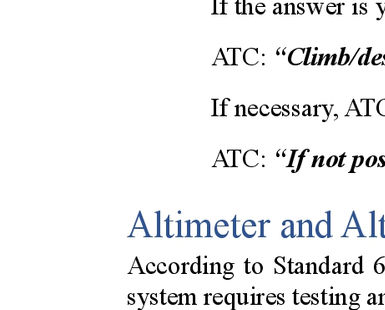 If the answer is y
ATC: “Climb/des
If necessary, ATC
ATC: “If not pos
Altimeter and Alt
According to Standard 6
system requires testing an